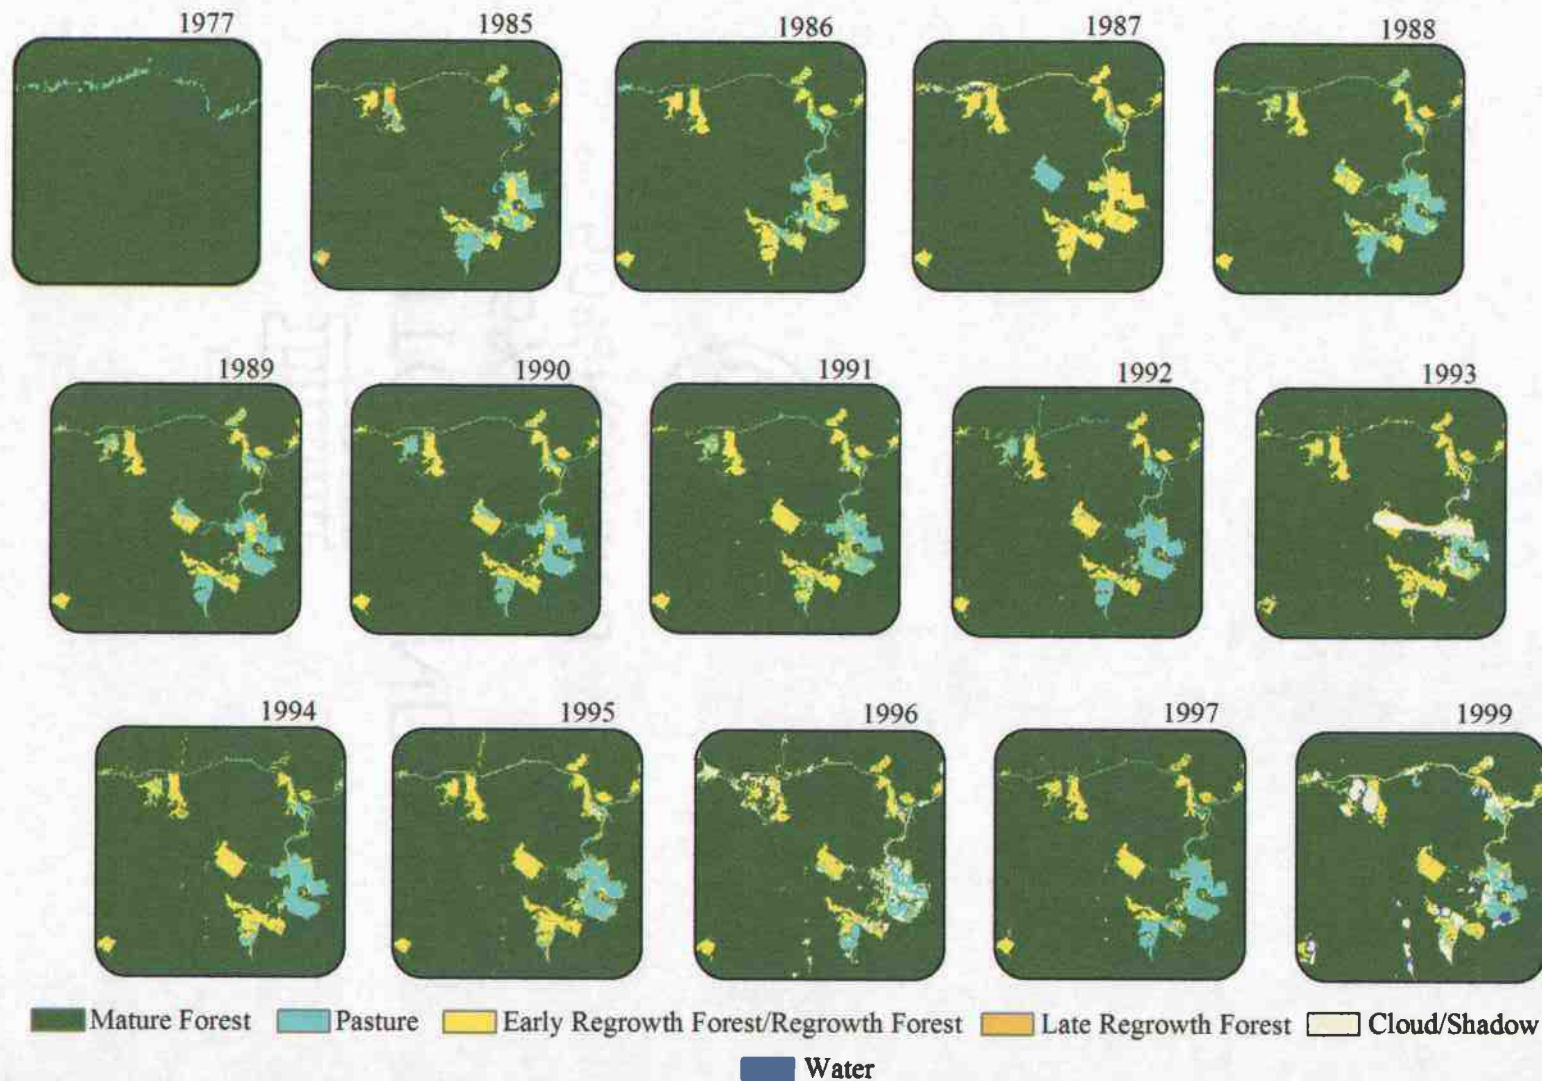 1977 1985 1986 1987 1988
1989 1990 1991 1992 1993
1994 1995 1996 1997 1999
Mature Forest Pasture Early Regrowth Forest/Regrowth Forest Late Regrowth Forest Cloud/Shadow
Water